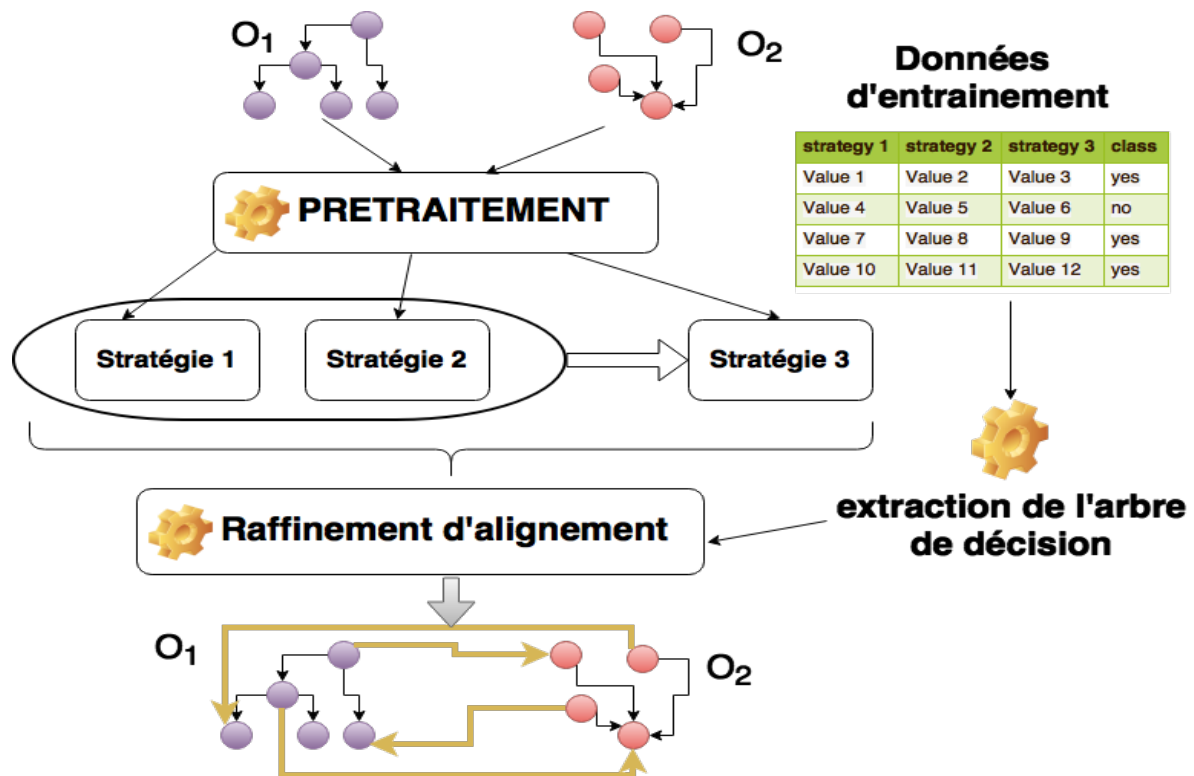 O1
O2
Données
d'entrainement
strategy 1 strategy 2 strategy 3 class
Value 1 Value 2 Value 3 yes
Value 4 Value 5 Value 6 no
Value 7 Value 8 Value 9 yes
Value 10 Value 11 Value 12 yes
PRETRAITEMENT
Stratégie 1
Stratégie 2
Stratégie 3
extraction de l'arbre
de décision
Raffinement d'alignement
O1
O2